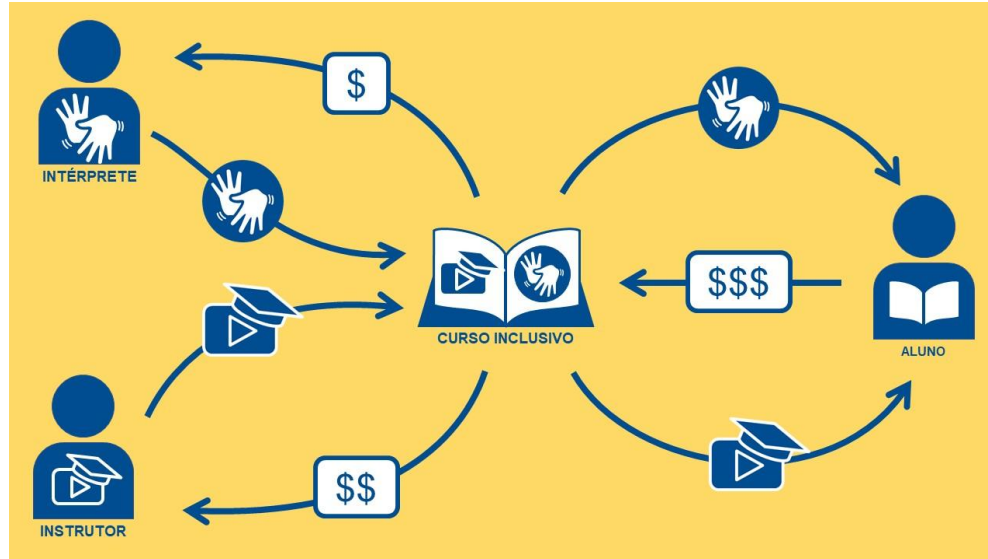 $
INTÉRPRETE
$$$
CURSO INCLUSIVO
ALUNO
$$
INSTRUTOR